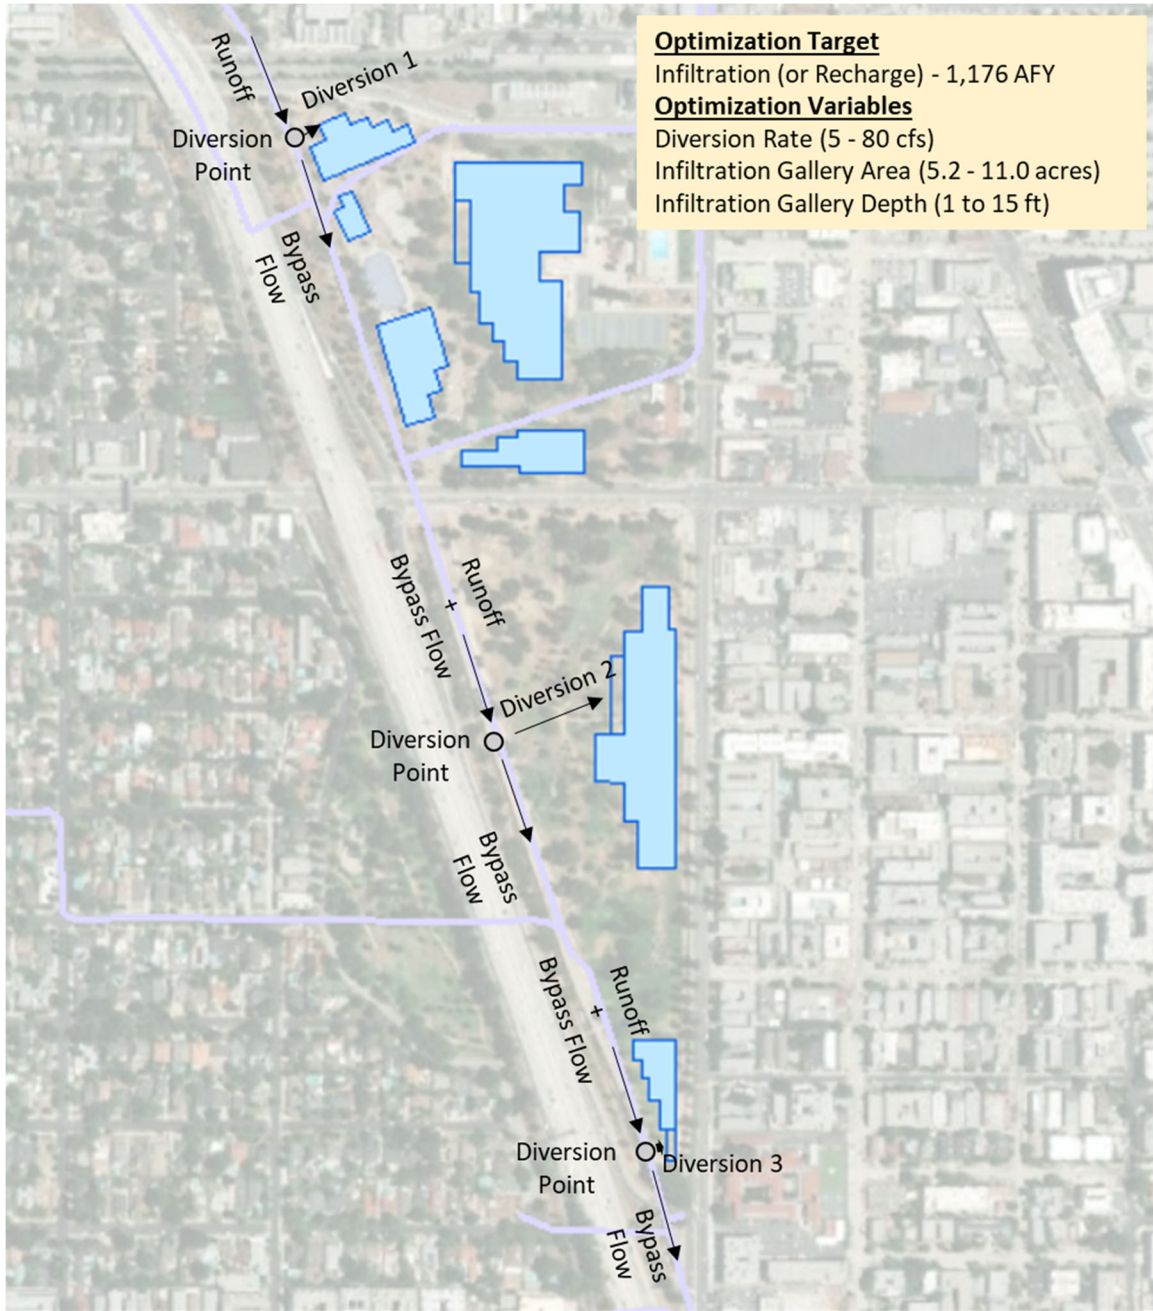 Optimization Target
Infiltration (or Recharge) - 1,176 AFY
Optimization Variables
Diversion Rate (5 - 80 cfs)
Infiltration Gallery Area (5.2 - 11.0 acres)
Infiltration Gallery Depth (1 to 15 ft)
Runoff
Diversion 1
Diversion
Point
Bypass
Flow
Runoff
+
Bypass Flow
Diversion 2
Diversion
Point
Bypass
Flow
Runoff
+
Bypass Flow
Diversion
Point
Diversion 3
Bypass
Flow